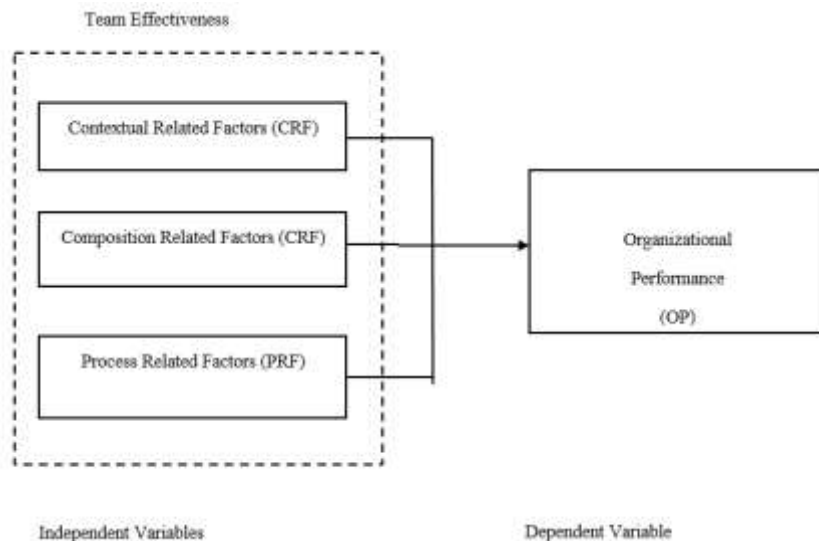 Team Effectiveness
Contextual Related Factors (CRF)
Composition Related Factors (CRF)
Process Related Factors (PRF)
Organizational
Performance
(OP)
Independent Variables
Dependent Variable